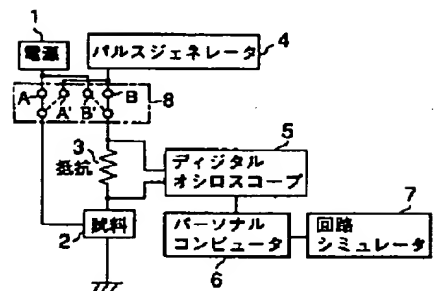 1
電源
パルスジェネレータ
4
A
A'
B'
B
8
3
抵抗
5
ディジタル
オシロスコープ
試料
2
パーソナル
コンピュータ
6
7
回路
シミュレータ